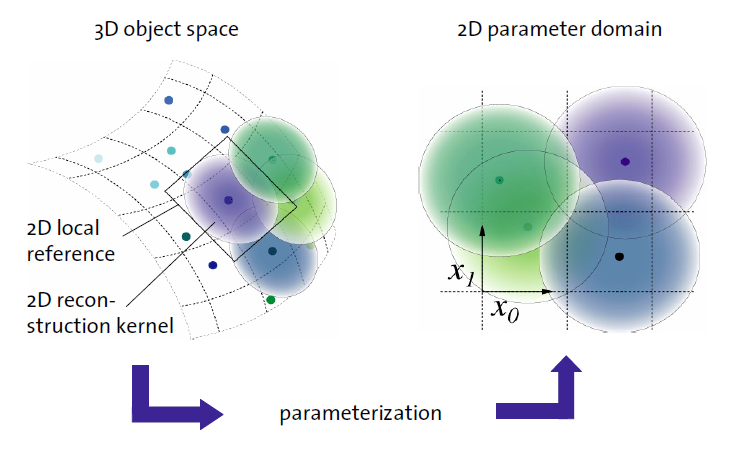 3D object space
2D parameter domain
2D local
reference
2D recon-
struction kernel
x1
x0
parameterization